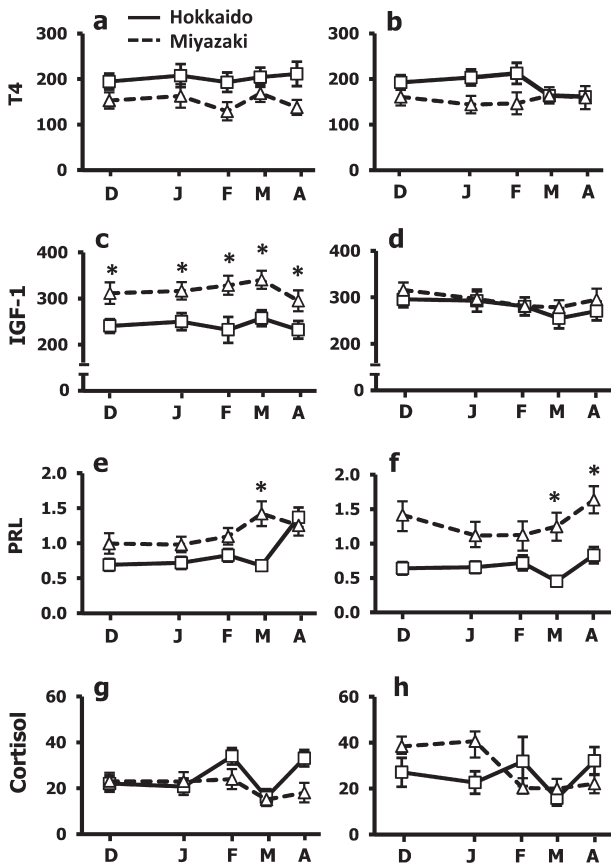 a
Hokkaido
Miyazaki
b
T4
300
200
100
0
D J F M A
300
200
100
0
D J F M A
c
d
IGF-1
400
300
200
0
* * * * *
D J F M A
400
300
200
0
D J F M A
e
f
PRL
2.0
1.5
1.0
0.5
0.0
*
D J F M A
2.0
1.5
1.0
0.5
0.0
* *
D J F M A
g
h
Cortisol
60
40
20
0
D J F M A
60
40
20
0
D J F M A